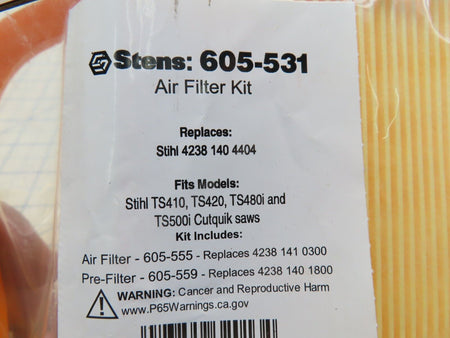 Stens: 605-531
Air Filter Kit
Replaces:
Stihl 4238 140 4404
Fits Models:
Stihl TS410, TS420, TS480i and
TS500i Cutquik saws
Kit Includes:
Air Filter - 605-555 - Replaces 4238 141 0300
Pre-Filter - 605-559 - Replaces 4238 140 1800
WARNING: Cancer and Reproductive Harm
www.P65Warnings.ca.gov